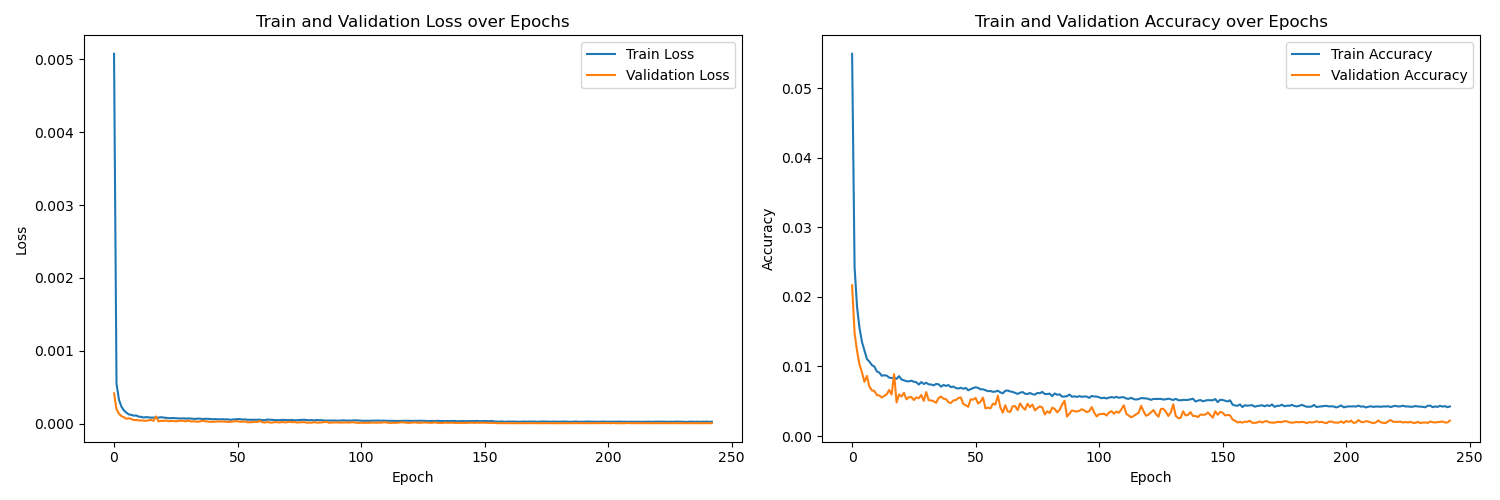 Train and Validation Loss over Epochs
Train Loss
Validation Loss
0.005
0.004
0.003
0.002
0.001
0.000
Loss
0
50
100
150
200
250
Epoch
Train and Validation Accuracy over Epochs
Train Accuracy
Validation Accuracy
0.05
0.04
0.03
0.02
0.01
0.00
Accuracy
0
50
100
150
200
250
Epoch